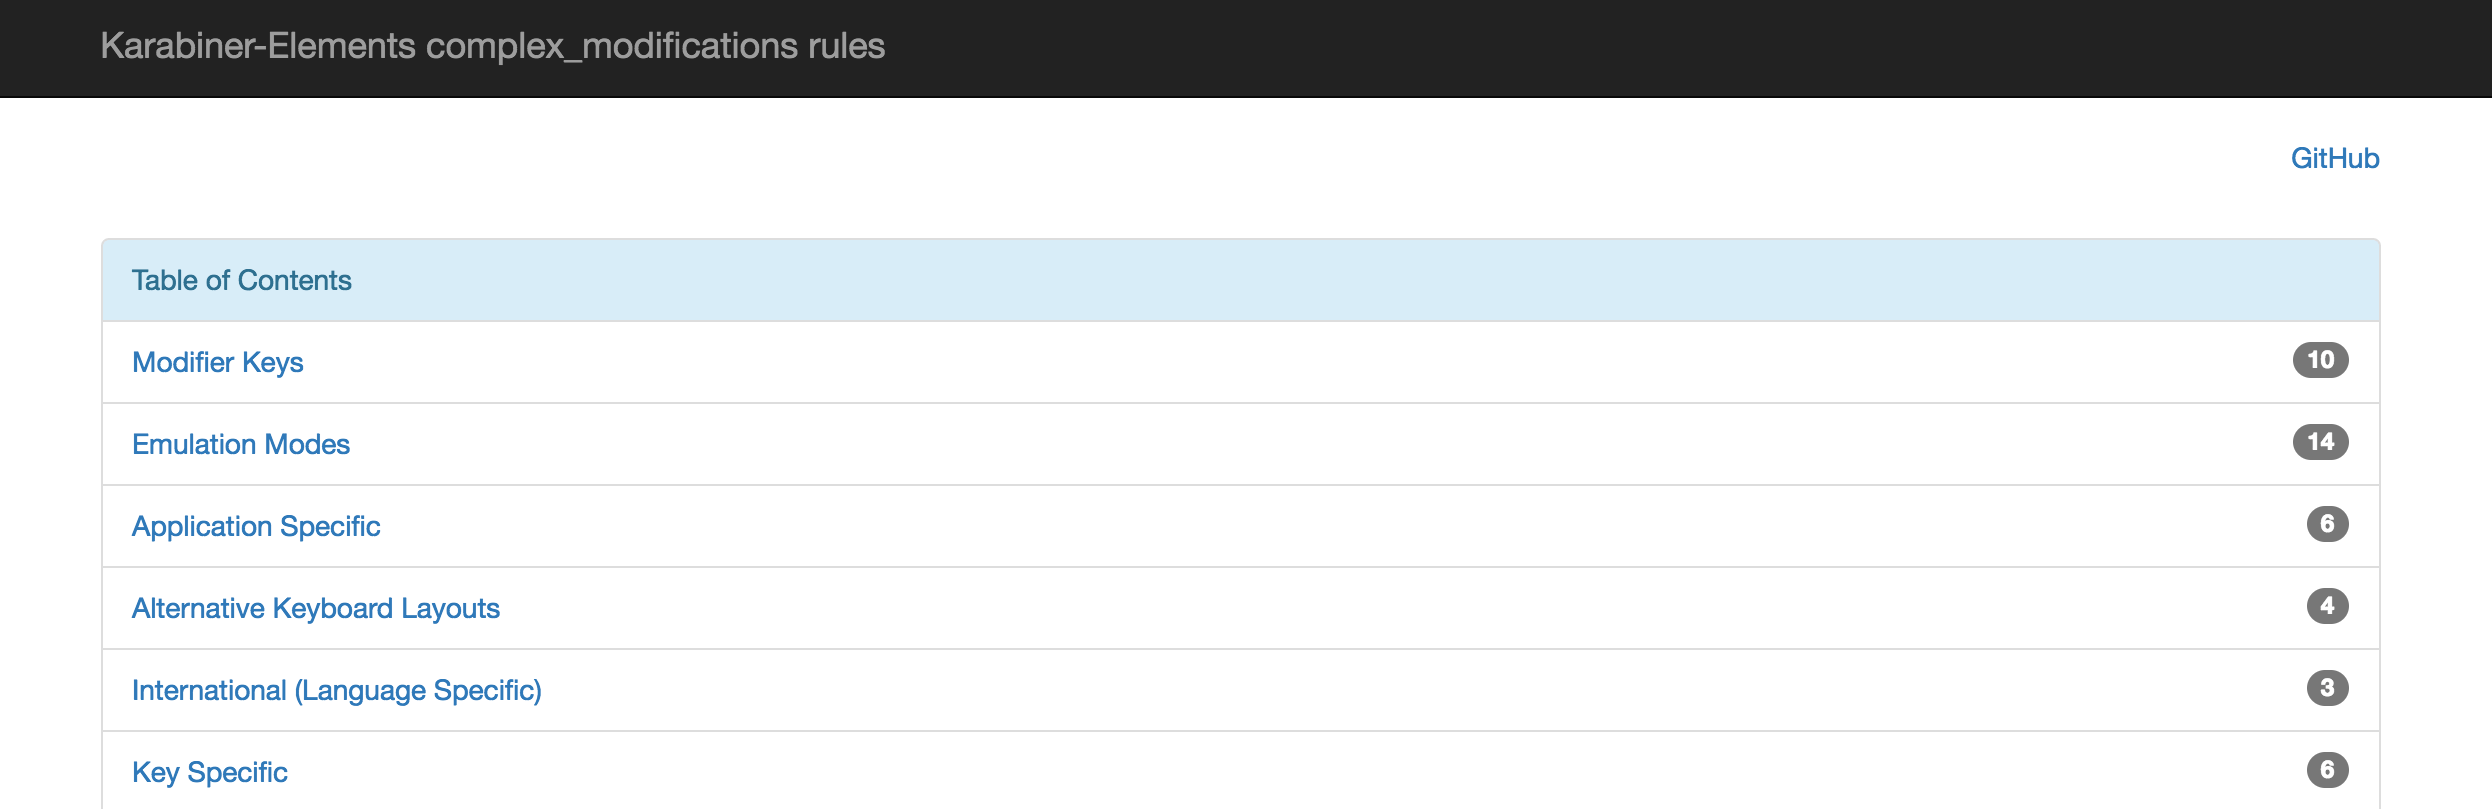 Karabiner-Elements complex_modifications rules
GitHub
Table of Contents
Modifier Keys 10
Emulation Modes 14
Application Specific 6
Alternative Keyboard Layouts 4
International (Language Specific) 3
Key Specific 6